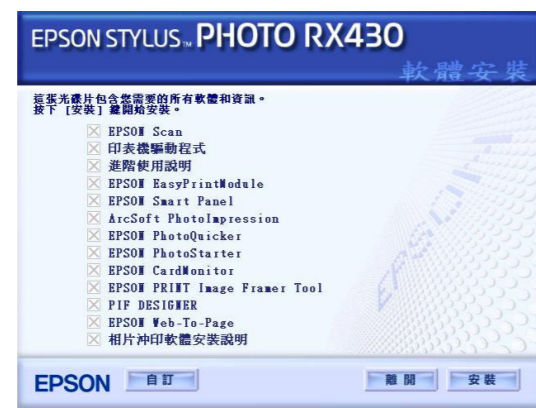 EPSON STYLUS™ PHOTO RX430
軟體安裝
這張光碟片包含您需要的所有軟體和資訊。
按下 [安裝] 鍵開始安裝。
EPSON Scan
印表機驅動程式
進階使用說明
EPSON EasyPrintModule
EPSON Smart Panel
ArcSoft PhotoImpression
EPSON PhotoQuicker
EPSON PhotoStarter
EPSON CardMonitor
EPSON PRINT Image Framer Tool
PIF DESIGNER
EPSON Web-To-Page
相片沖印軟體安裝說明
EPSON
EPSON
自訂
離開
安裝